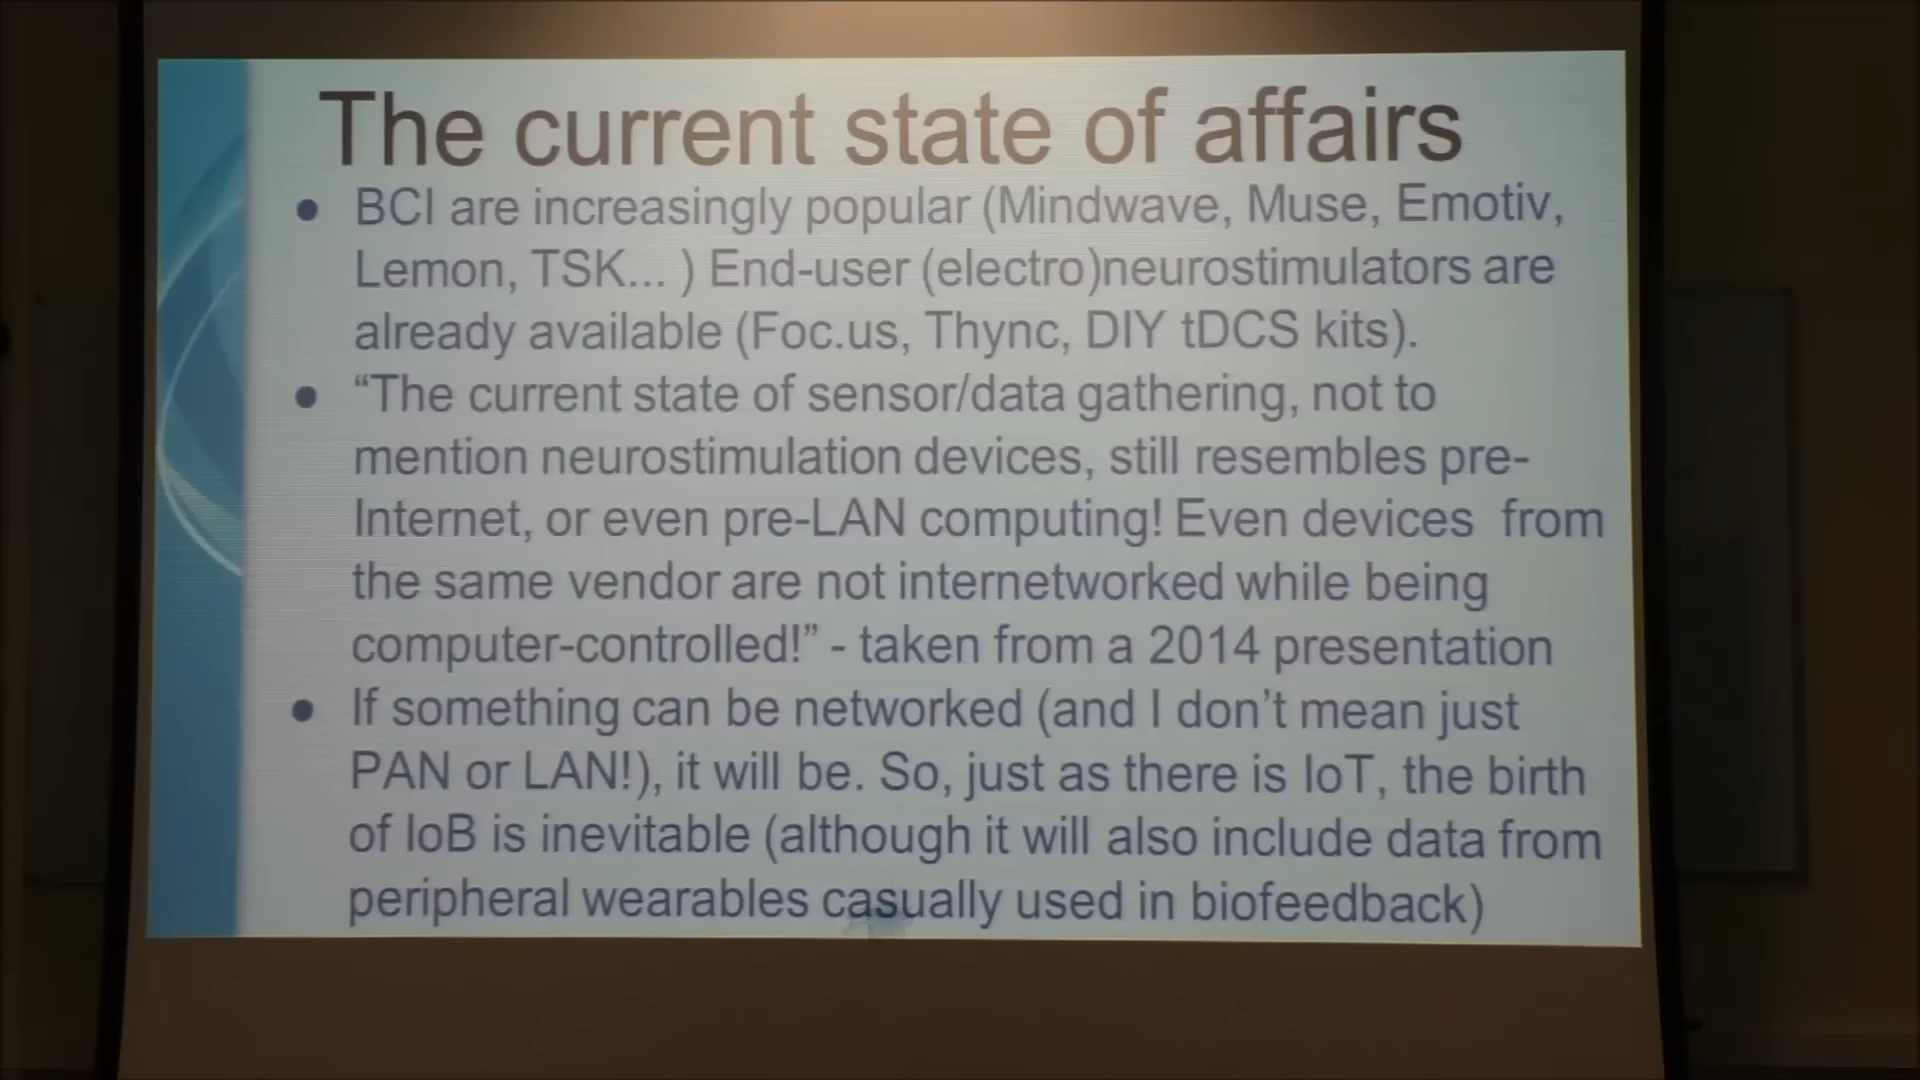 The current state of affairs
● BCI are increasingly popular (Mindwave, Muse, Emotiv,
Lemon, TSK... ) End-user (electro)neurostimulators are
already available (Foc.us, Thync, DIY tDCS kits).
● “The current state of sensor/data gathering, not to
mention neurostimulation devices, still resembles pre-
Internet, or even pre-LAN computing! Even devices from
the same vendor are not internetworked while being
computer-controlled!” - taken from a 2014 presentation
● If something can be networked (and I don’t mean just
PAN or LAN!), it will be. So, just as there is IoT, the birth
of IoB is inevitable (although it will also include data from
peripheral wearables casually used in biofeedback)